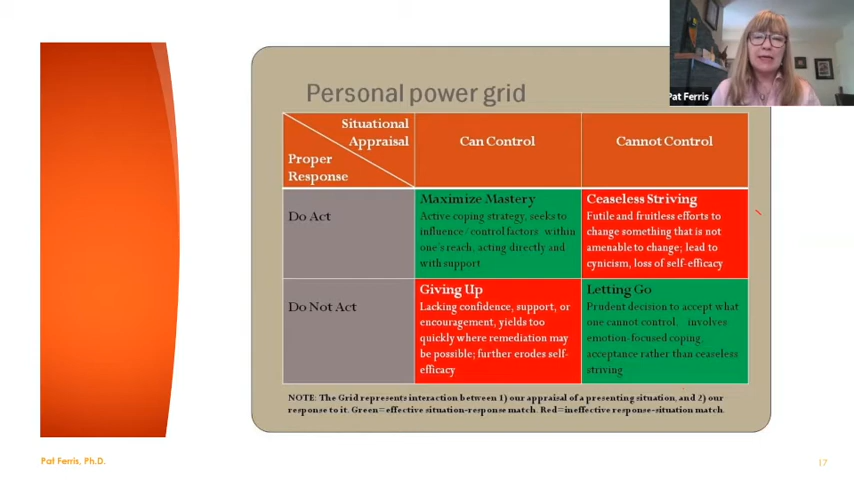 Pat Ferris
Personal power grid
Situational
Appraisal
Proper
Response
Can Control
Cannot Control
Do Act
Maximize Mastery
Active coping strategy, seeks to
influence/control factors, within
one's reach, acting directly and
with support
Ceaseless Striving
Futile and fruitless efforts to
change something that is not
amenable to change; lead to
cynicism, loss of self-efficacy
Do Not Act
Giving Up
Lacking confidence, support, or
encouragement, yields too
quickly where remediation may
be possible; further erodes self-
efficacy
Letting Go
Prudent decision to accept what
one cannot control, involves
emotion-focused coping,
acceptance rather than ceaseless
striving
NOTE: The Grid represents interaction between 1) our appraisal of a presenting situation, and 2) our
response to it. Green=effective situation-response match. Red=ineffective response-situation match.
Pat Ferris, Ph.D.
17